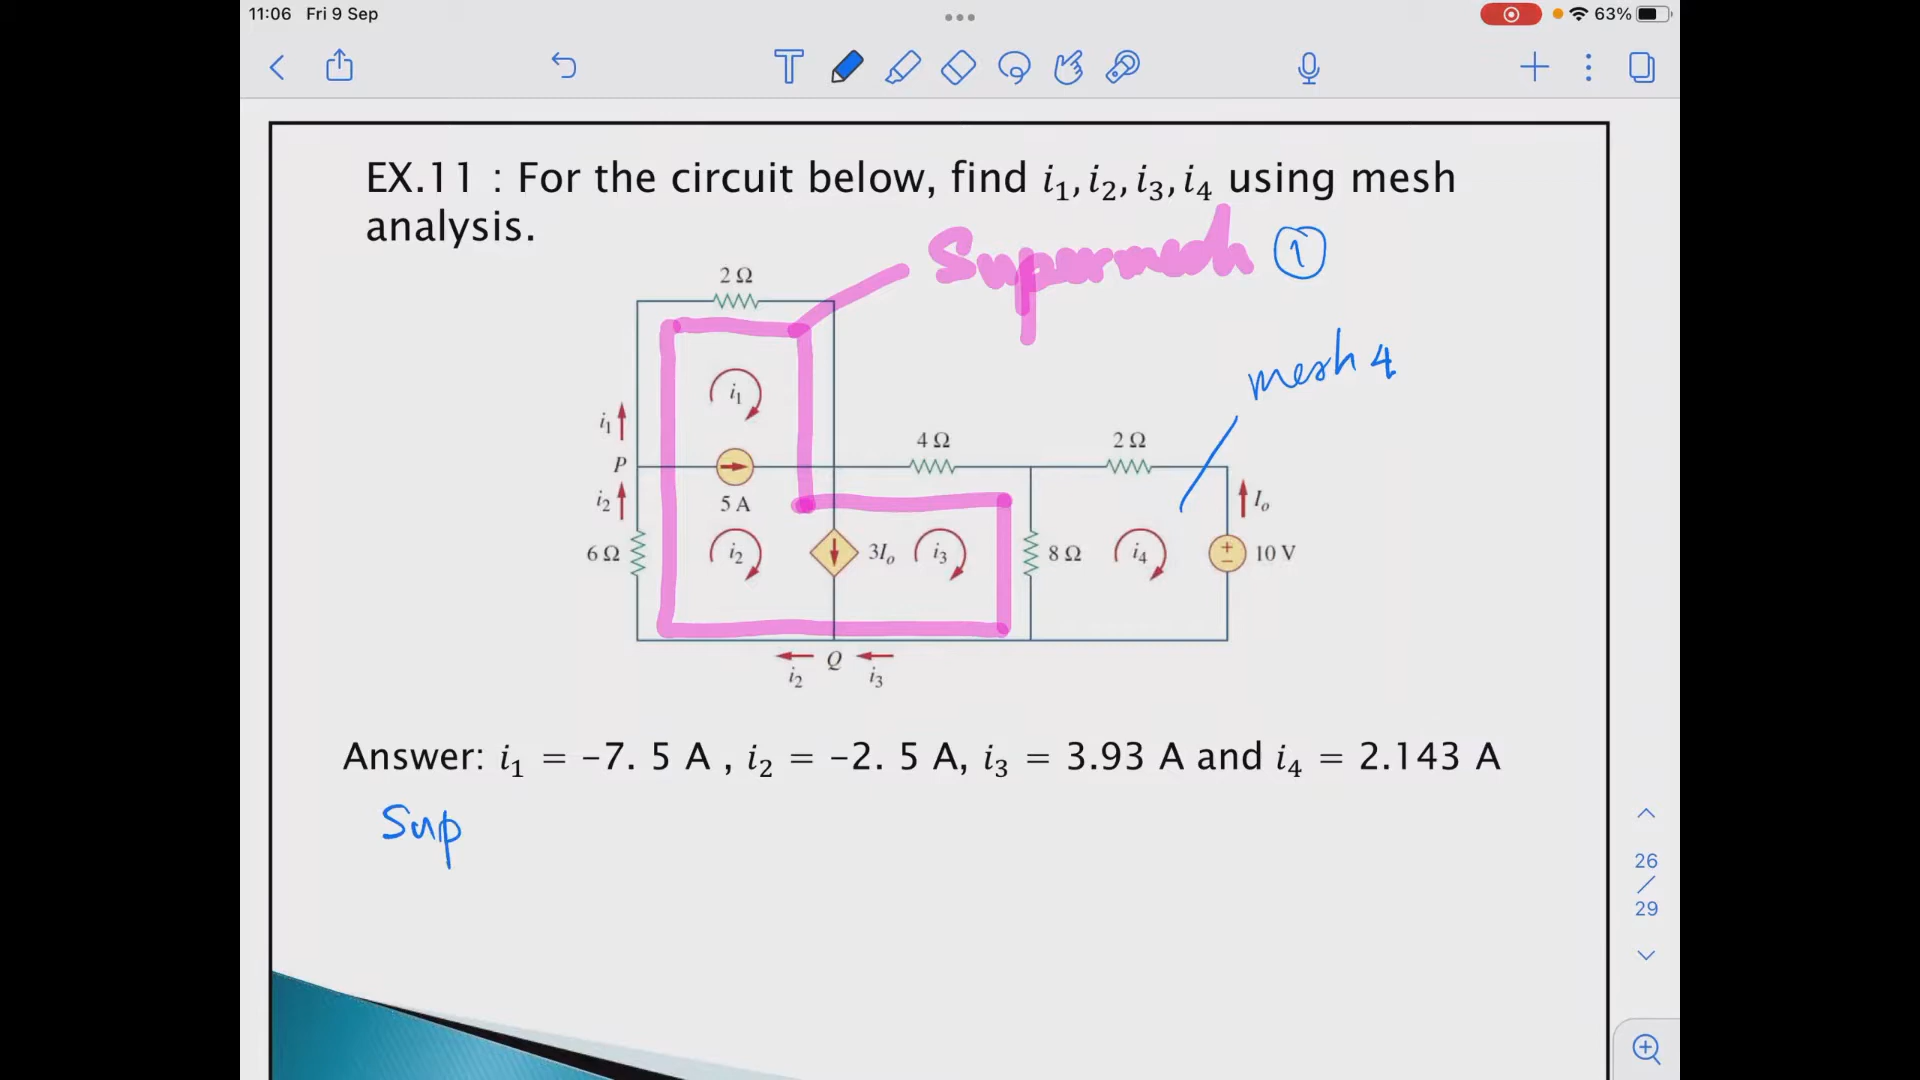 11:06 Fri 9 Sep
63%
T
EX.11 : For the circuit below, find i₁, i₂, i₃, i₄ using mesh
analysis.
Supermesh ①
mesh 4
2 Ω
i₁
i₁
P
4 Ω
2 Ω
i₂
5 A
Iₒ
6 Ω
i₂
3Iₒ
i₃
8 Ω
i₄
10 V
Q
i₂
i₃
Answer: i₁ = −7. 5 A , i₂ = −2. 5 A, i₃ = 3.93 A and i₄ = 2.143 A
Sup
26
/
29